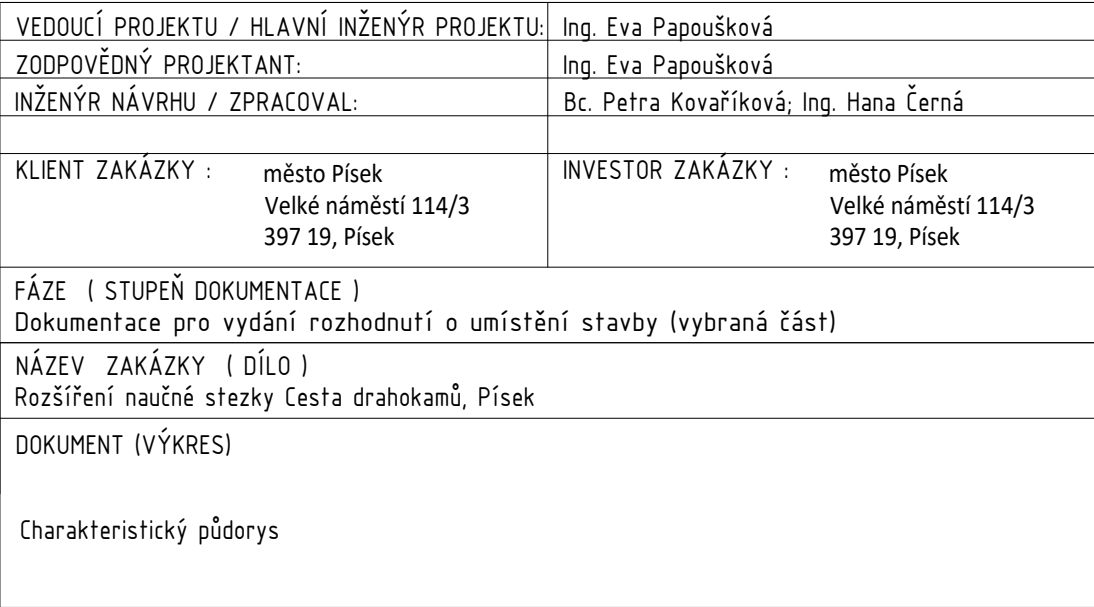 VEDOUCÍ PROJEKTU / HLAVNÍ INŽENÝR PROJEKTU: Ing. Eva Papoušková
ZODPOVĚDNÝ PROJEKTANT: Ing. Eva Papoušková
INŽENÝR NÁVRHU / ZPRACOVAL: Bc. Petra Kovaříková; Ing. Hana Černá
KLIENT ZAKÁZKY : město Písek
Velké náměstí 114/3
397 19, Písek
INVESTOR ZAKÁZKY : město Písek
Velké náměstí 114/3
397 19, Písek
FÁZE ( STUPEŇ DOKUMENTACE )
Dokumentace pro vydání rozhodnutí o umístění stavby (vybraná část)
NÁZEV ZAKÁZKY ( DÍLO )
Rozšíření naučné stezky Cesta drahokamů, Písek
DOKUMENT (VÝKRES)
Charakteristický půdorys